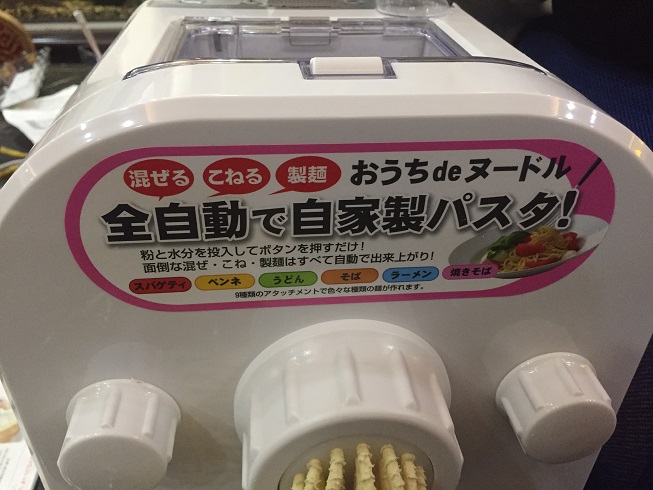 混ぜる こねる 製麺 おうちdeヌードル
全自動で自家製パスタ!
粉と水分を投入してボタンを押すだけ!
面倒な混ぜ・こね・製麺はすべて自動で出来上がり!
スパゲティ ペンネ うどん そば ラーメン 焼きそば
9種類のアタッチメントで色々な種類の麺が作れます。